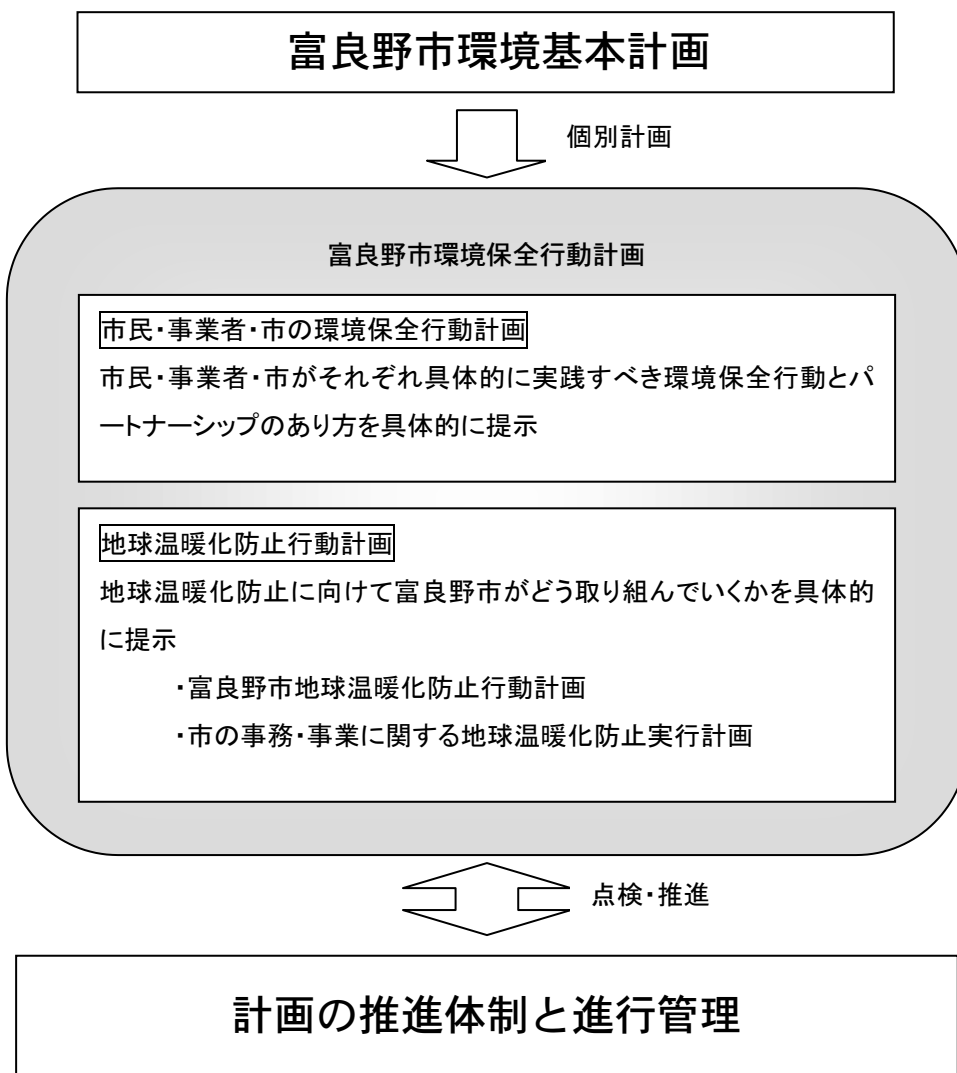 富良野市環境基本計画
個別計画
富良野市環境保全行動計画
市民・事業者・市の環境保全行動計画
市民・事業者・市がそれぞれ具体的に実践すべき環境保全行動とパ
ートナーシップのあり方を具体的に提示
地球温暖化防止行動計画
地球温暖化防止に向けて富良野市がどう取り組んでいくかを具体的
に提示
・富良野市地球温暖化防止行動計画
・市の事務・事業に関する地球温暖化防止実行計画
点検・推進
計画の推進体制と進行管理